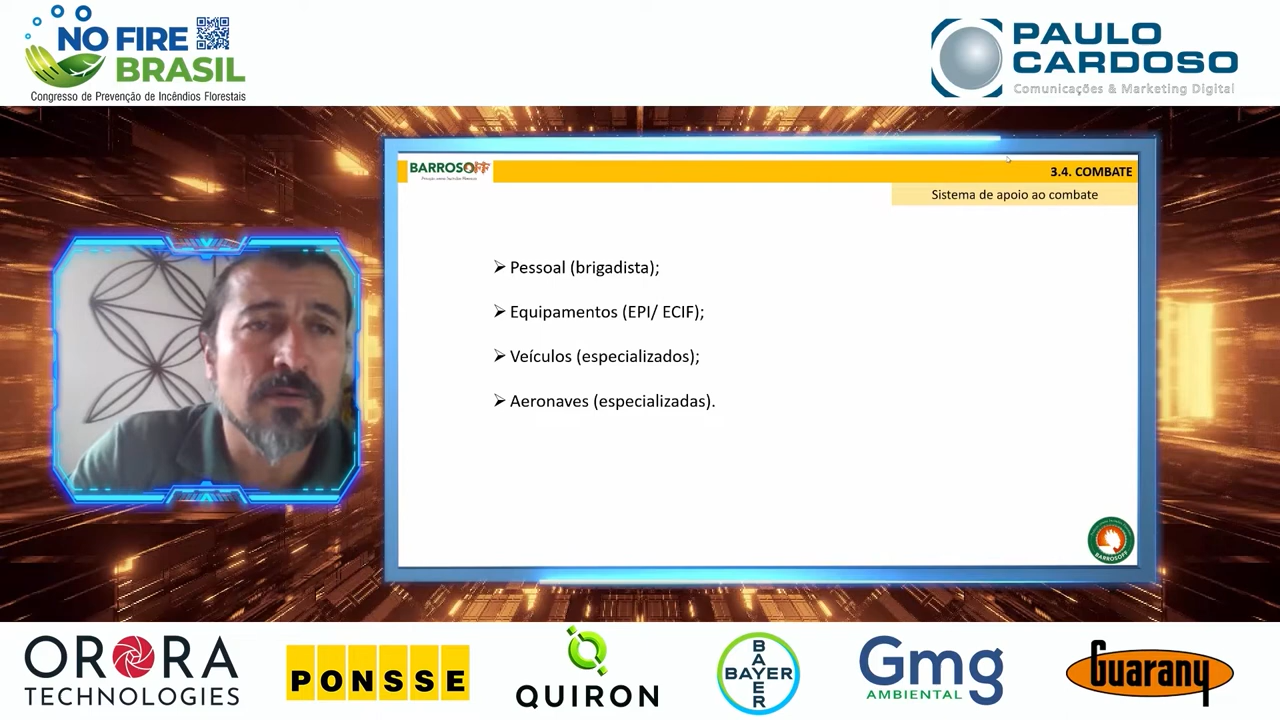 NO FIRE
BRASIL
Congresso de Prevenção de Incêndios Florestais
PAULO
CARDOSO
Comunicações & Marketing Digital
BARROSOFF
3.4. COMBATE
Sistema de apoio ao combate
➢ Pessoal (brigadista);
➢ Equipamentos (EPI/ ECIF);
➢ Veículos (especializados);
➢ Aeronaves (especializadas).
BARROSOFF
ORORA
TECHNOLOGIES
PONSSE
QUIRON
BAYER
BAYER
Gmg
AMBIENTAL
Guarany